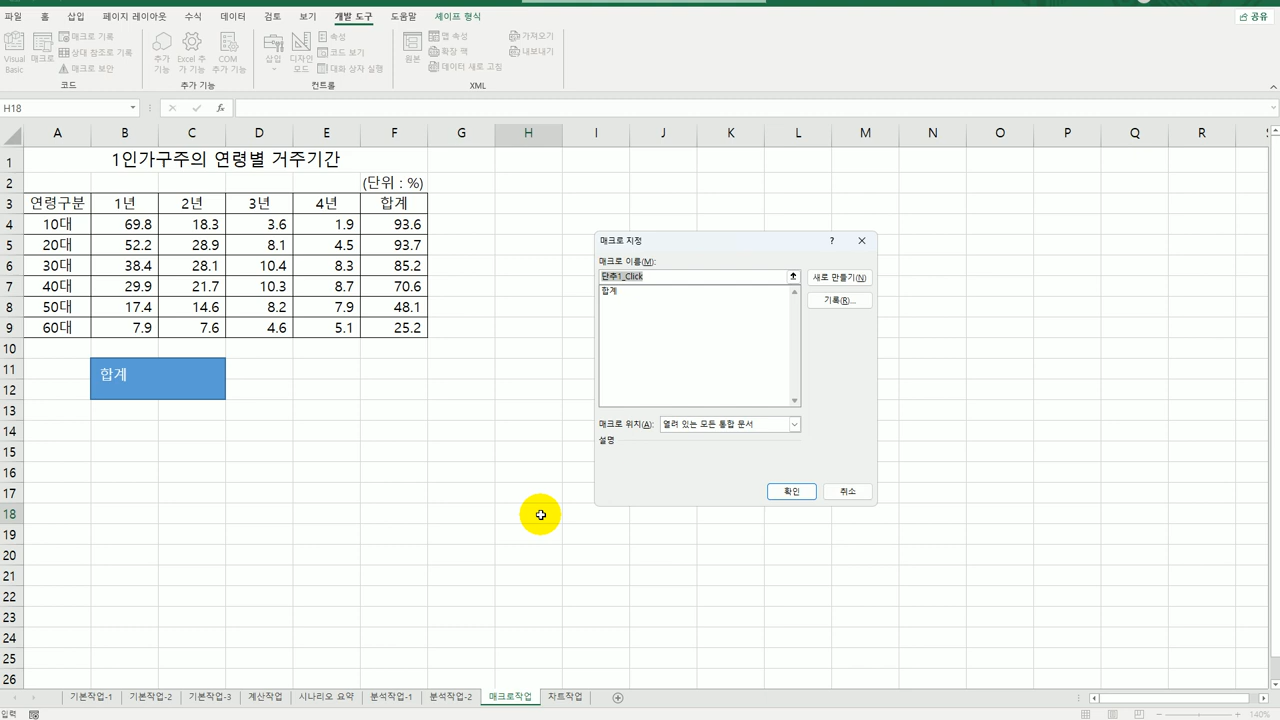 파일 홈 삽입 페이지 레이아웃 수식 데이터 검토 보기 개발 도구 도움말 셰이프 형식 공유
Visual Basic
매크로
매크로 기록
상대 참조로 기록
매크로 보안
코드
추가 기능
Excel 추가 기능
COM 추가 기능
추가 기능
삽입
디자인 모드
속성
코드 보기
대화 상자 실행
컨트롤
원본
맵 속성
확장 팩
데이터 새로 고침
가져오기
내보내기
XML
H18
fx
A B C D E F G H I J K L M N O P Q R
1 1인가구주의 연령별 거주기간
2 (단위 : %)
3 연령구분 1년 2년 3년 4년 합계
4 10대 69.8 18.3 3.6 1.9 93.6
5 20대 52.2 28.9 8.1 4.5 93.7
6 30대 38.4 28.1 10.4 8.3 85.2
7 40대 29.9 21.7 10.3 8.7 70.6
8 50대 17.4 14.6 8.2 7.9 48.1
9 60대 7.9 7.6 4.6 5.1 25.2
10
11
합계
12
13
14
15
16
17
18
19
20
21
22
23
24
25
26
매크로 지정 ?
매크로 이름(M):
단추1_Click
새로 만들기(N)
합계
기록(R)...
매크로 위치(A): 열려 있는 모든 통합 문서
설명
확인 취소
기본작업-1 기본작업-2 기본작업-3 계산작업 시나리오 요약 분석작업-1 분석작업-2 매크로작업 차트작업
입력
140%